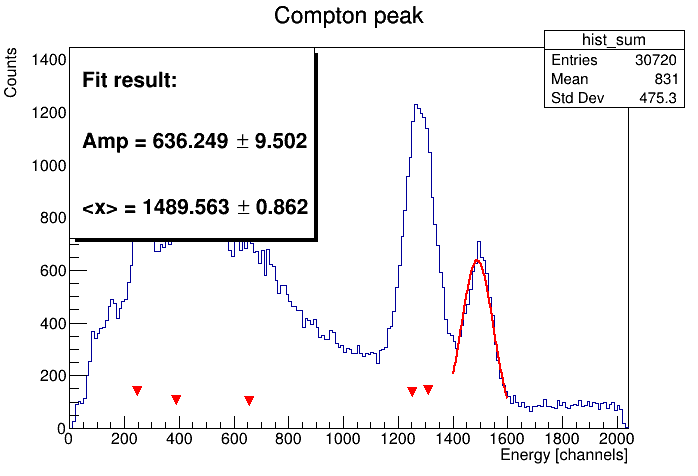 Compton peak
hist_sum
Entries 30720
Mean 831
Std Dev 475.3
Counts
Fit result:
Amp = 636.249 ± 9.502
<x> = 1489.563 ± 0.862
1400
1200
1000
800
600
400
200
0
0 200 400 600 800 1000 1200 1400 1600 1800 2000
Energy [channels]